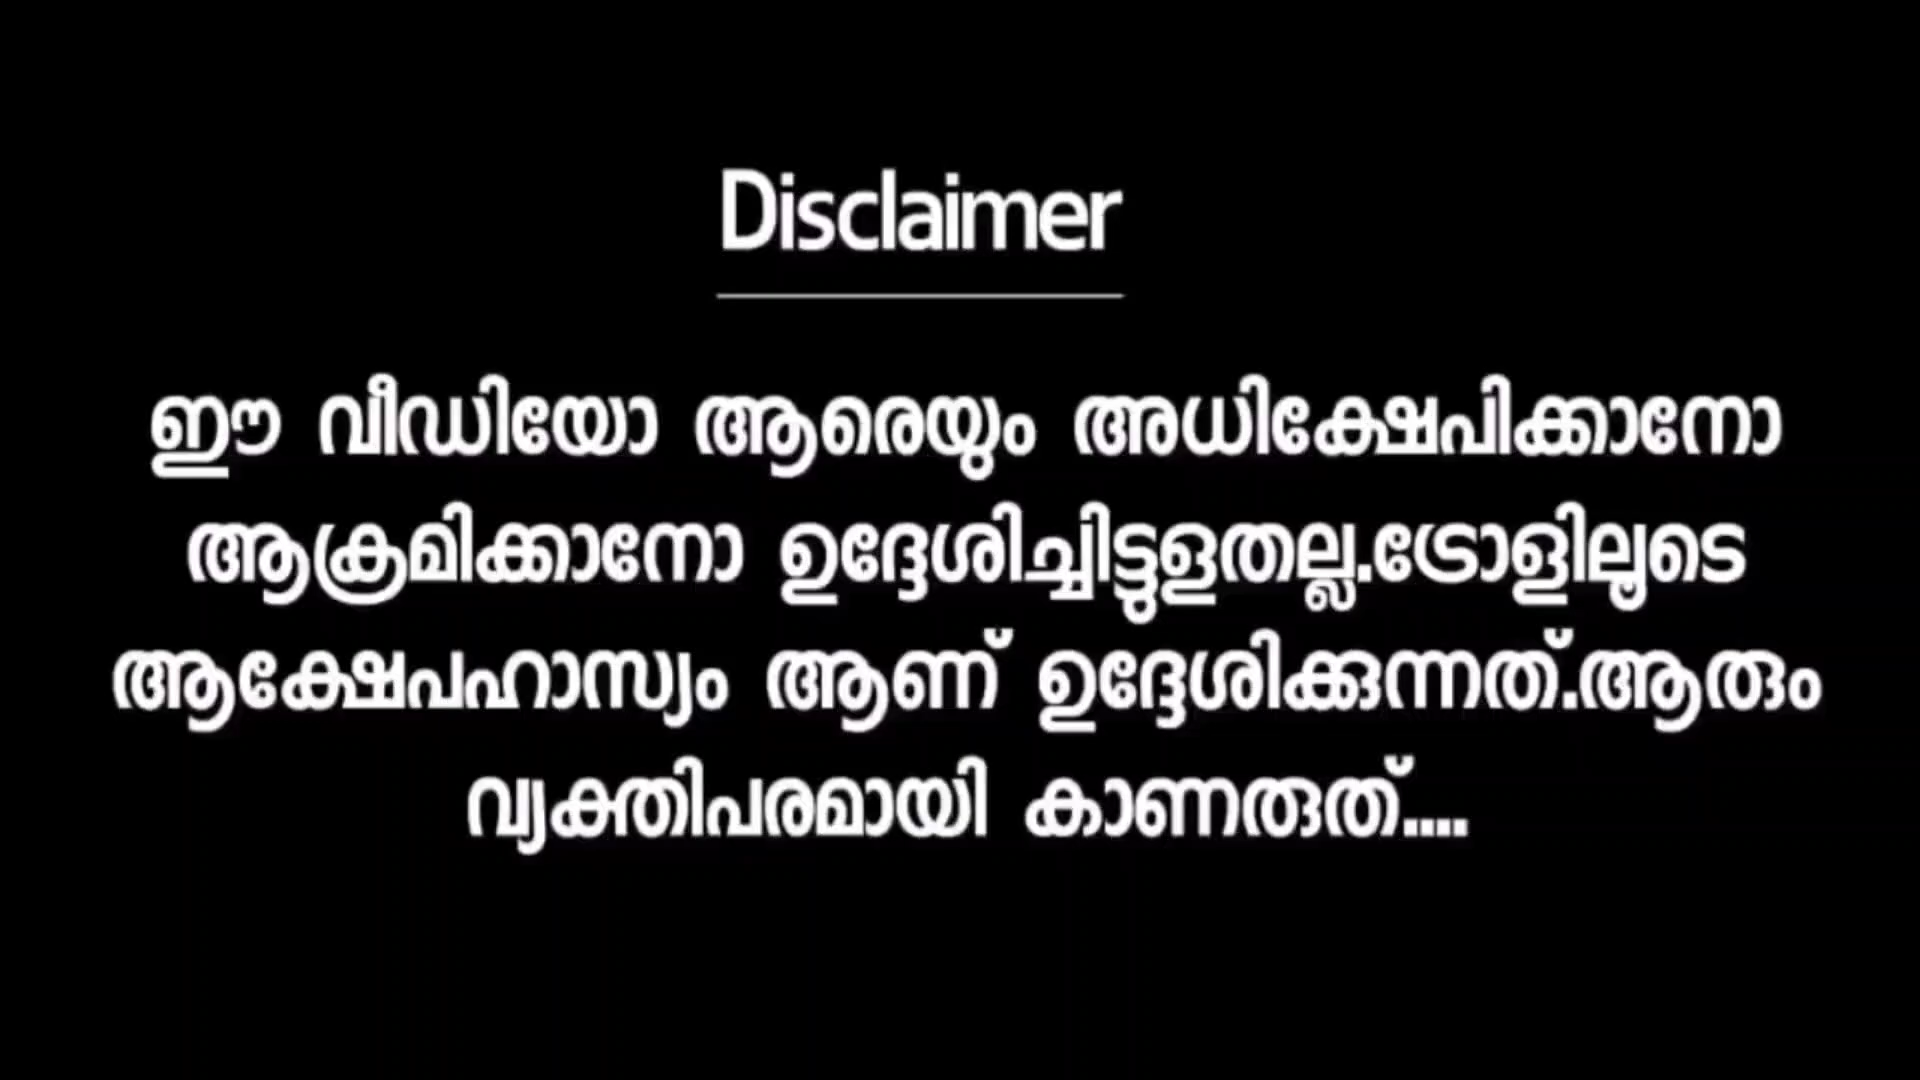 Disclaimer
ഈ വീഡിയോ ആരെയും അധിക്ഷേപിക്കാനോ
ആക്രമിക്കാനോ ഉദ്ദേശിച്ചിട്ടുളതല്ല.ട്രോളിലൂടെ
ആക്ഷേപഹാസ്യം ആണ് ഉദ്ദേശിക്കുന്നത്.ആരും
വ്യക്തിപരമായി കാണരുത്....